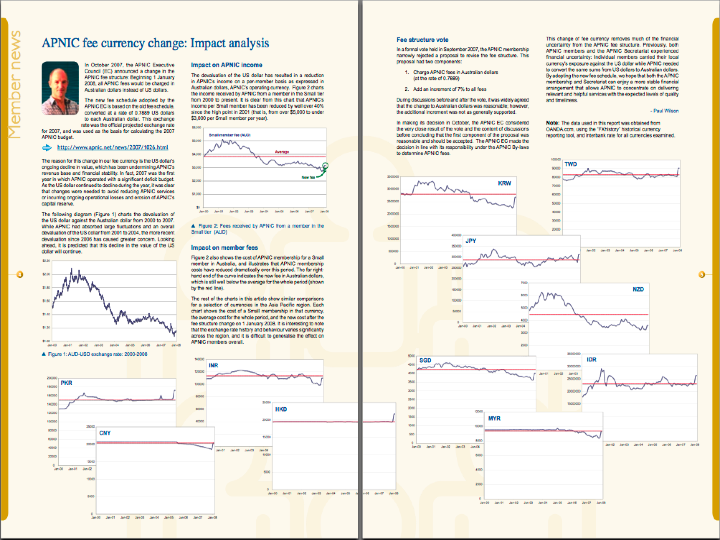 Member news
APNIC fee currency change: Impact analysis
In October 2007, the APNIC Executive
Council (EC) announced a change in the
APNIC fee structure. Beginning 1 January
2008, all APNIC fees would be charged in
Australian dollars instead of US dollars.
The new fee schedule adopted by the
APNIC EC is based on the old fee schedule,
converted at a rate of 0.7889 US dollars
to each Australian dollar. This exchange
rate was the official projected exchange rate
for 2007, and was used as the basis for calculating the 2007
APNIC budget.
http://www.apnic.net/news/2007/1024.html
The reason for this change in our fee currency is the US dollar's
ongoing decline in value, which has been undermining APNIC's
revenue base and financial stability. In fact, 2007 was the first
year in which APNIC operated with a significant deficit budget.
As the US dollar continued to decline during the year, it was clear
that changes were needed to avoid reducing APNIC services
or incurring ongoing operational losses and erosion of APNIC's
capital reserve.
The following diagram (Figure 1) charts the devaluation of
the US dollar against the Australian dollar from 2000 to 2007.
While APNIC had absorbed large fluctuations and an overall
devaluation of the US dollar from 2001 to 2004, the more recent
devaluation since 2006 has caused greater concern. Looking
ahead, it is predicted that this decline in the value of the US
dollar will continue.
Figure 1: AUD-USD exchange rate: 2000-2008
Impact on APNIC income
The devaluation of the US dollar has resulted in a reduction
in APNIC's income on a per-member basis as expressed in
Australian dollars, APNIC's operating currency. Figure 2 charts
the income received by APNIC from a member in the Small tier
from 2000 to present. It is clear from this chart that APNIC's
income per Small member has been reduced by well over 40%
since the high point in 2001 (that is, from over $5,000 to under
$3,000 per Small member per year).
Small member fee (AUD)
Average
New fee
Figure 2: Fees received by APNIC from a member in the
Small tier (AUD)
Impact on member fees
Figure 2 also shows the cost of APNIC membership for a Small
member in Australia, and illustrates that APNIC membership
costs have reduced dramatically over this period. The far right-
hand end of the curve indicates the new fee in Australian dollars,
which is still well below the average for the whole period (shown
by the red line).
The rest of the charts in this article show similar comparisons
for a selection of currencies in the Asia Pacific region. Each
chart shows the cost of a Small membership in that currency,
the average cost for the whole period, and the new cost after the
fee structure change on 1 January 2008. It is interesting to note
that the exchange rate history and behaviour varies significantly
across the region, and it is difficult to generalise the effect on
APNIC members overall.
PKR
CNY
INR
HKD
Fee structure vote
In a formal vote held in September 2007, the APNIC membership
narrowly rejected a proposal to revise the fee structure. This
proposal had two components:
1. Charge APNIC fees in Australian dollars
(at the rate of 0.7889)
2. Add an increment of 7% to all fees
During discussions before and after the vote, it was widely agreed
that the change to Australian dollars was reasonable; however,
the additional increment was not as generally supported.
In making its decision in October, the APNIC EC considered
the very close result of the vote and the content of discussions
before concluding that the first component of the proposal was
reasonable and should be accepted. The APNIC EC made the
decision in line with its responsibility under the APNIC By-laws
to determine APNIC fees.
This change of fee currency removes much of the financial
uncertainty from the APNIC fee structure. Previously, both
APNIC members and the APNIC Secretariat experienced
financial uncertainty; individual members carried their local
currency's exposure against the US dollar while APNIC needed
to convert the same sum from US dollars to Australian dollars.
By adopting the new fee schedule, we hope that both the APNIC
membership and Secretariat can enjoy a more stable financial
arrangement that allows APNIC to concentrate on delivering
relevant and helpful services with the expected levels of quality
and timeliness.
- Paul Wilson
Note: The data used in this report was obtained from
OANDA.com, using the "FXHistory" historical currency
reporting tool, and interbank rate for all currencies examined.
KRW
TWD
JPY
NZD
SGD
IDR
MYR